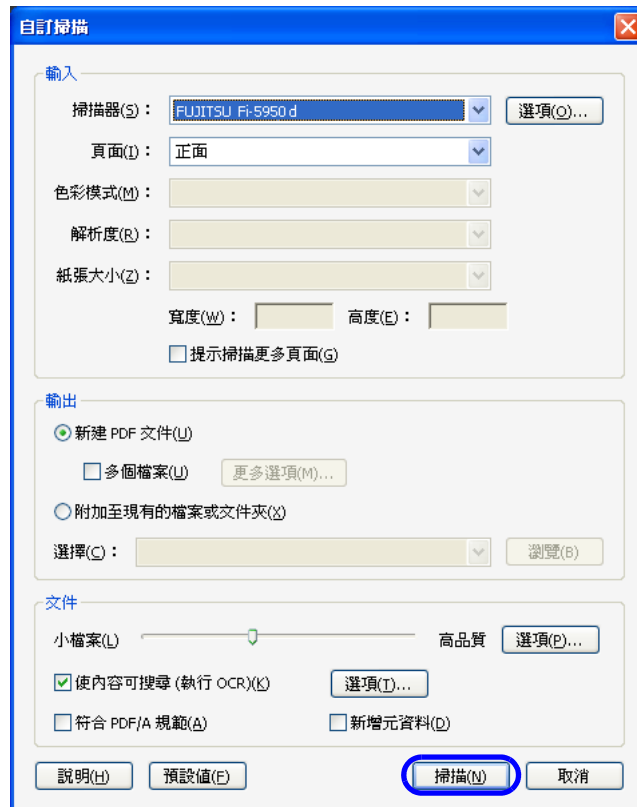 自訂掃描
輸入
掃描器(S)： FUJITSU Fi-5950d 選項(O)...
頁面(I)： 正面
色彩模式(M)：
解析度(R)：
紙張大小(Z)：
寬度(W)： 高度(E)：
提示掃描更多頁面(G)
輸出
新建 PDF 文件(U)
多個檔案(U) 更多選項(M)...
附加至現有的檔案或文件夾(X)
選擇(C)： 瀏覽(B)
文件
小檔案(L) 高品質 選項(P)...
使內容可搜尋 (執行 OCR)(K) 選項(T)...
符合 PDF/A 規範(A) 新增元資料(D)
說明(H) 預設值(F) 掃描(N) 取消